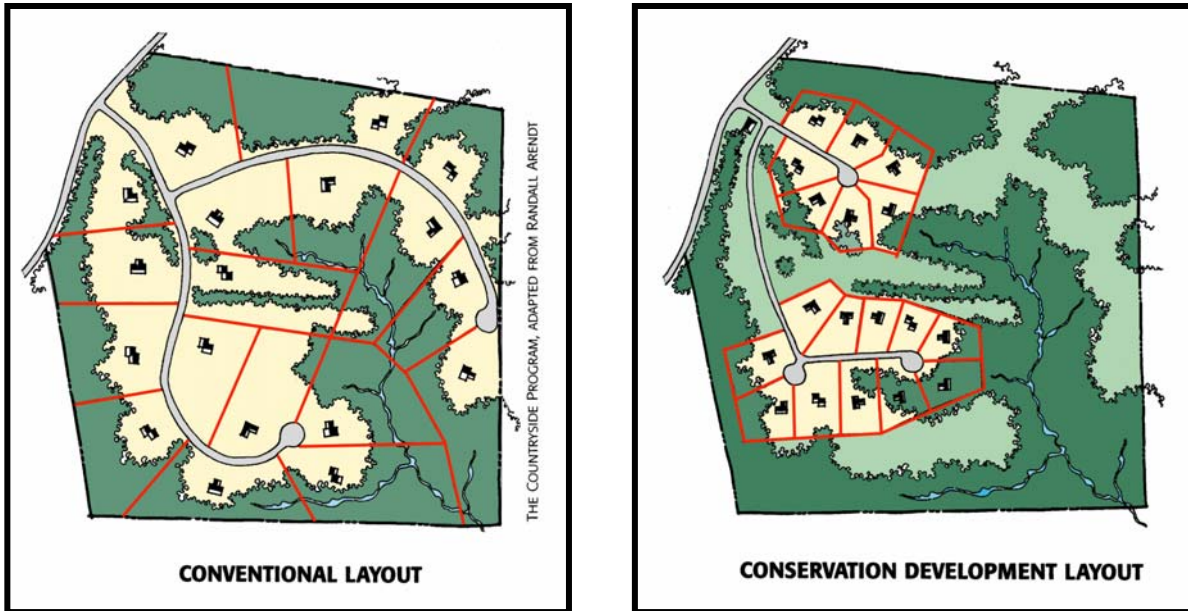 THE COUNTRYSIDE PROGRAM, ADAPTED FROM RANDALL ARENDT
CONVENTIONAL LAYOUT
CONSERVATION DEVELOPMENT LAYOUT